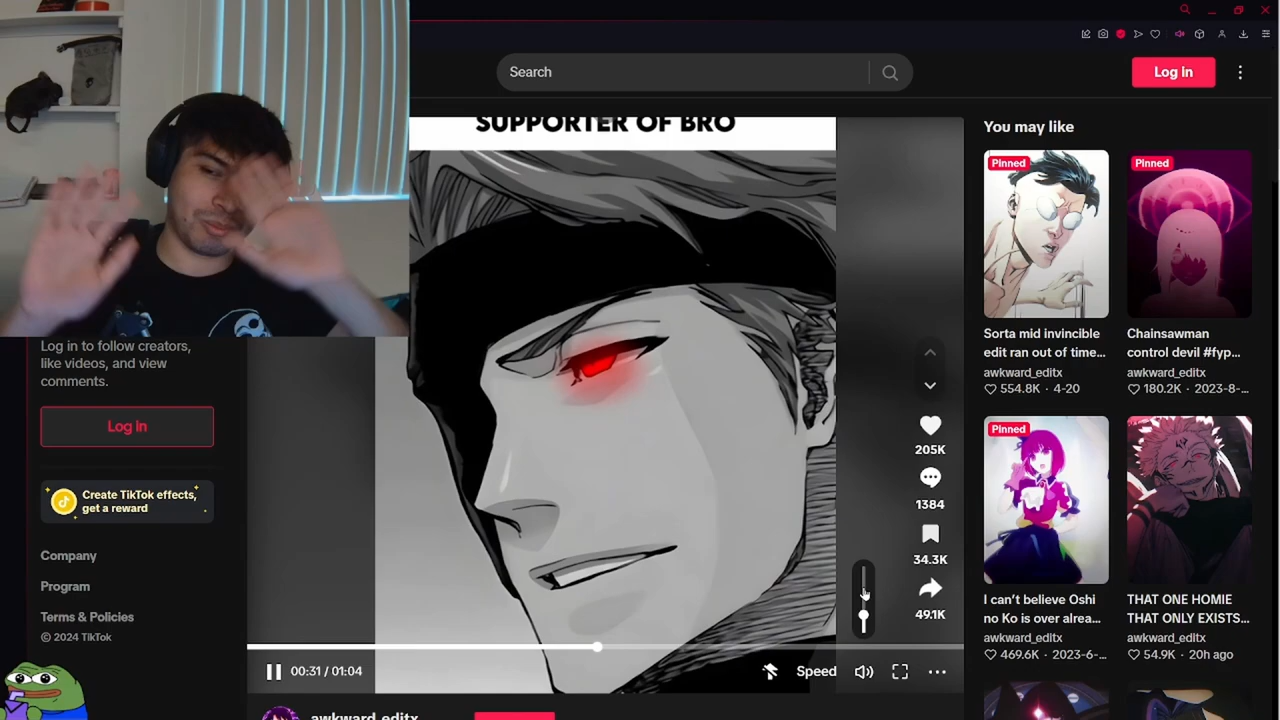 Search
Log In
SUPPORTER OF BRO
You may like
Pinned
Pinned
Sorta mid invincible
edit ran out of time...
awkward_editx
554.8K · 4-20
Chainsawman
control devil #fyp...
awkward_editx
180.2K · 2023-8-...
Log in to follow creators,
like videos, and view
comments.
Log in
Create TikTok effects,
get a reward
Company
Program
Terms & Policies
© 2024 TikTok
205K
1384
34.3K
49.1K
Pinned
I can't believe Oshi
no Ko is over alrea...
awkward_editx
469.6K · 2023-6-...
THAT ONE HOMIE
THAT ONLY EXISTS...
awkward_editx
54.9K · 20h ago
00:31 / 01:04
Speed
awkward_editx